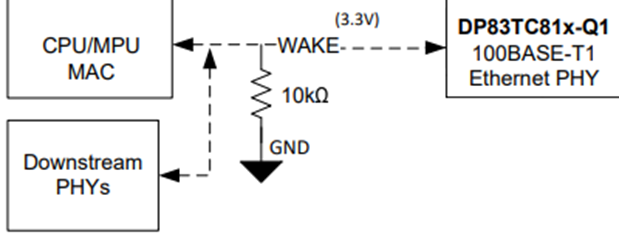 CPU/MPU
MAC
WAKE
(3.3V)
DP83TC81x-Q1
100BASE-T1
Ethernet PHY
10kΩ
GND
Downstream
PHYs